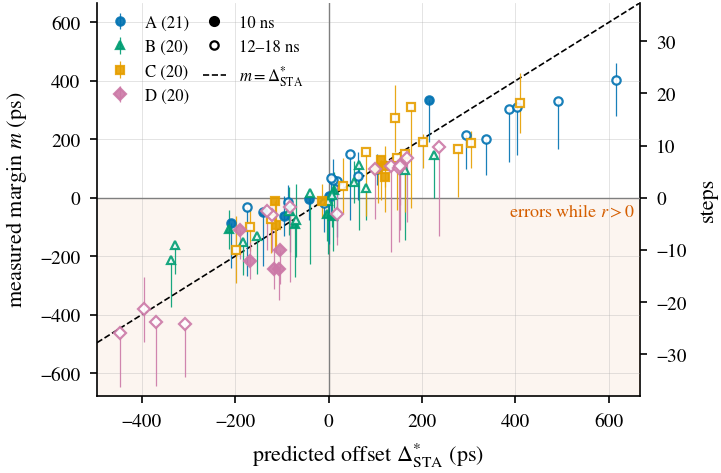 A (21)
B (20)
C (20)
D (20)
10 ns
12–18 ns
m = Δ*STA
600
400
200
0
−200
−400
−600
measured margin m (ps)
30
20
10
0
−10
−20
−30
steps
errors while r > 0
−400
−200
0
200
400
600
predicted offset Δ*STA (ps)